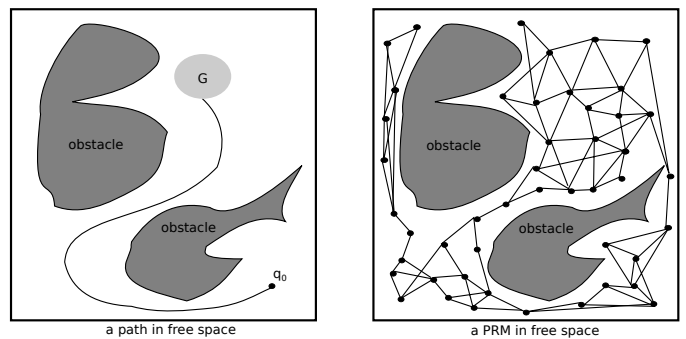 G
obstacle
obstacle
q0
a path in free space
obstacle
obstacle
a PRM in free space